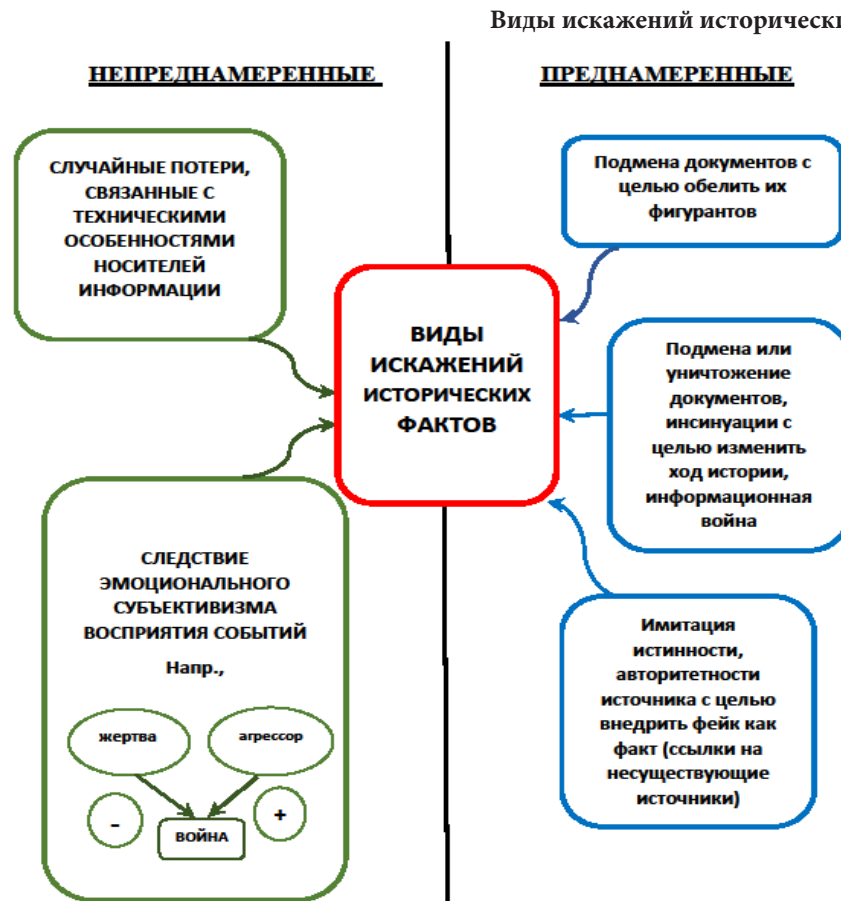 Виды искажений исторически
НЕПРЕДНАМЕРЕННЫЕ
ПРЕДНАМЕРЕННЫЕ
СЛУЧАЙНЫЕ ПОТЕРИ,
СВЯЗАННЫЕ С
ТЕХНИЧЕСКИМИ
ОСОБЕННОСТЯМИ
НОСИТЕЛЕЙ
ИНФОРМАЦИИ
Подмена документов с
целью обелить их
фигурантов
ВИДЫ
ИСКАЖЕНИЙ
ИСТОРИЧЕСКИХ
ФАКТОВ
Подмена или
уничтожение
документов,
инсинуации с
целью изменить
ход истории,
информационная
война
СЛЕДСТВИЕ
ЭМОЦИОНАЛЬНОГО
СУБЪЕКТИВИЗМА
ВОСПРИЯТИЯ СОБЫТИЙ
Напр.,
жертва
агрессор
-
+
ВОЙНА
Имитация
истинности,
авторитетности
источника с целью
внедрить фейк как
факт (ссылки на
несуществующие
источники)